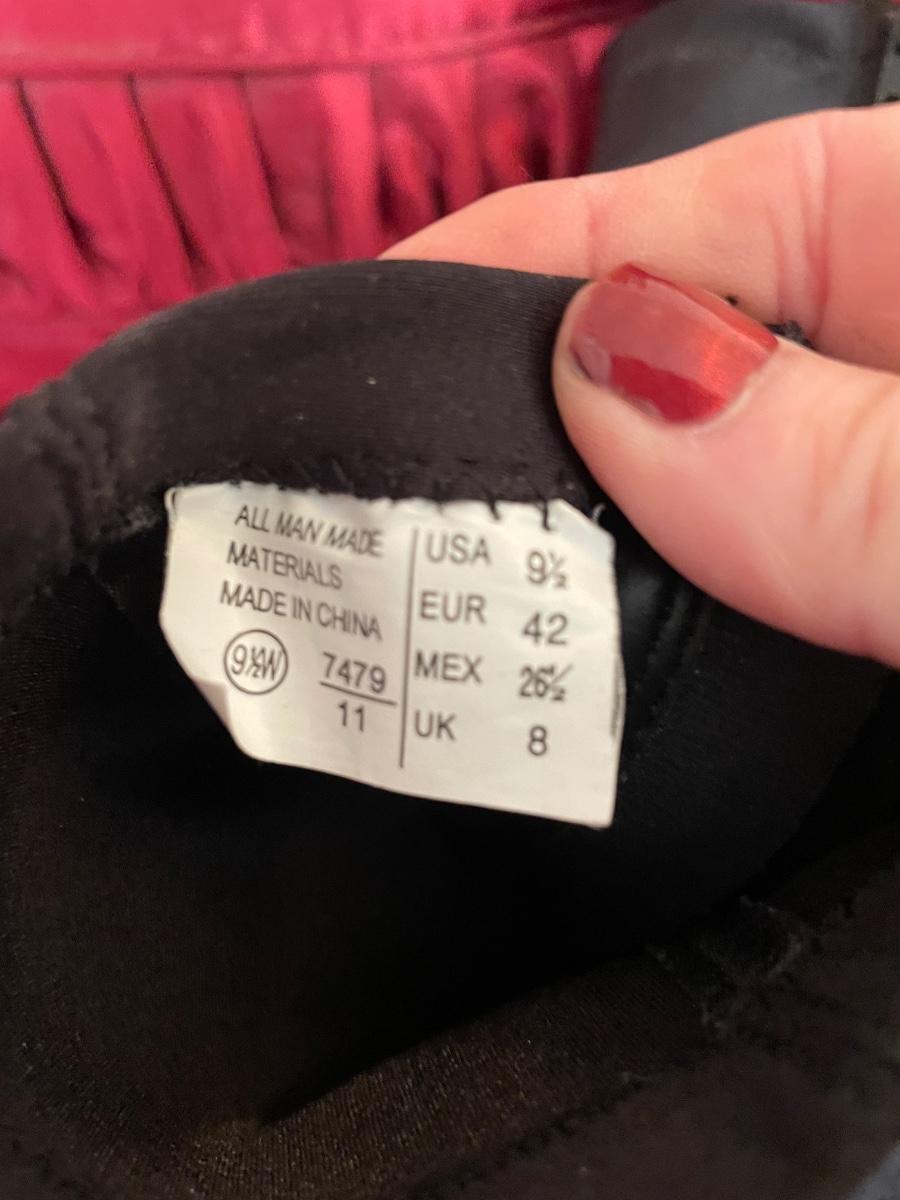 ALL MAN MADE
MATERIALS
MADE IN CHINA
9½W
7479
11
USA 9½
EUR 42
MEX 26½
UK 8